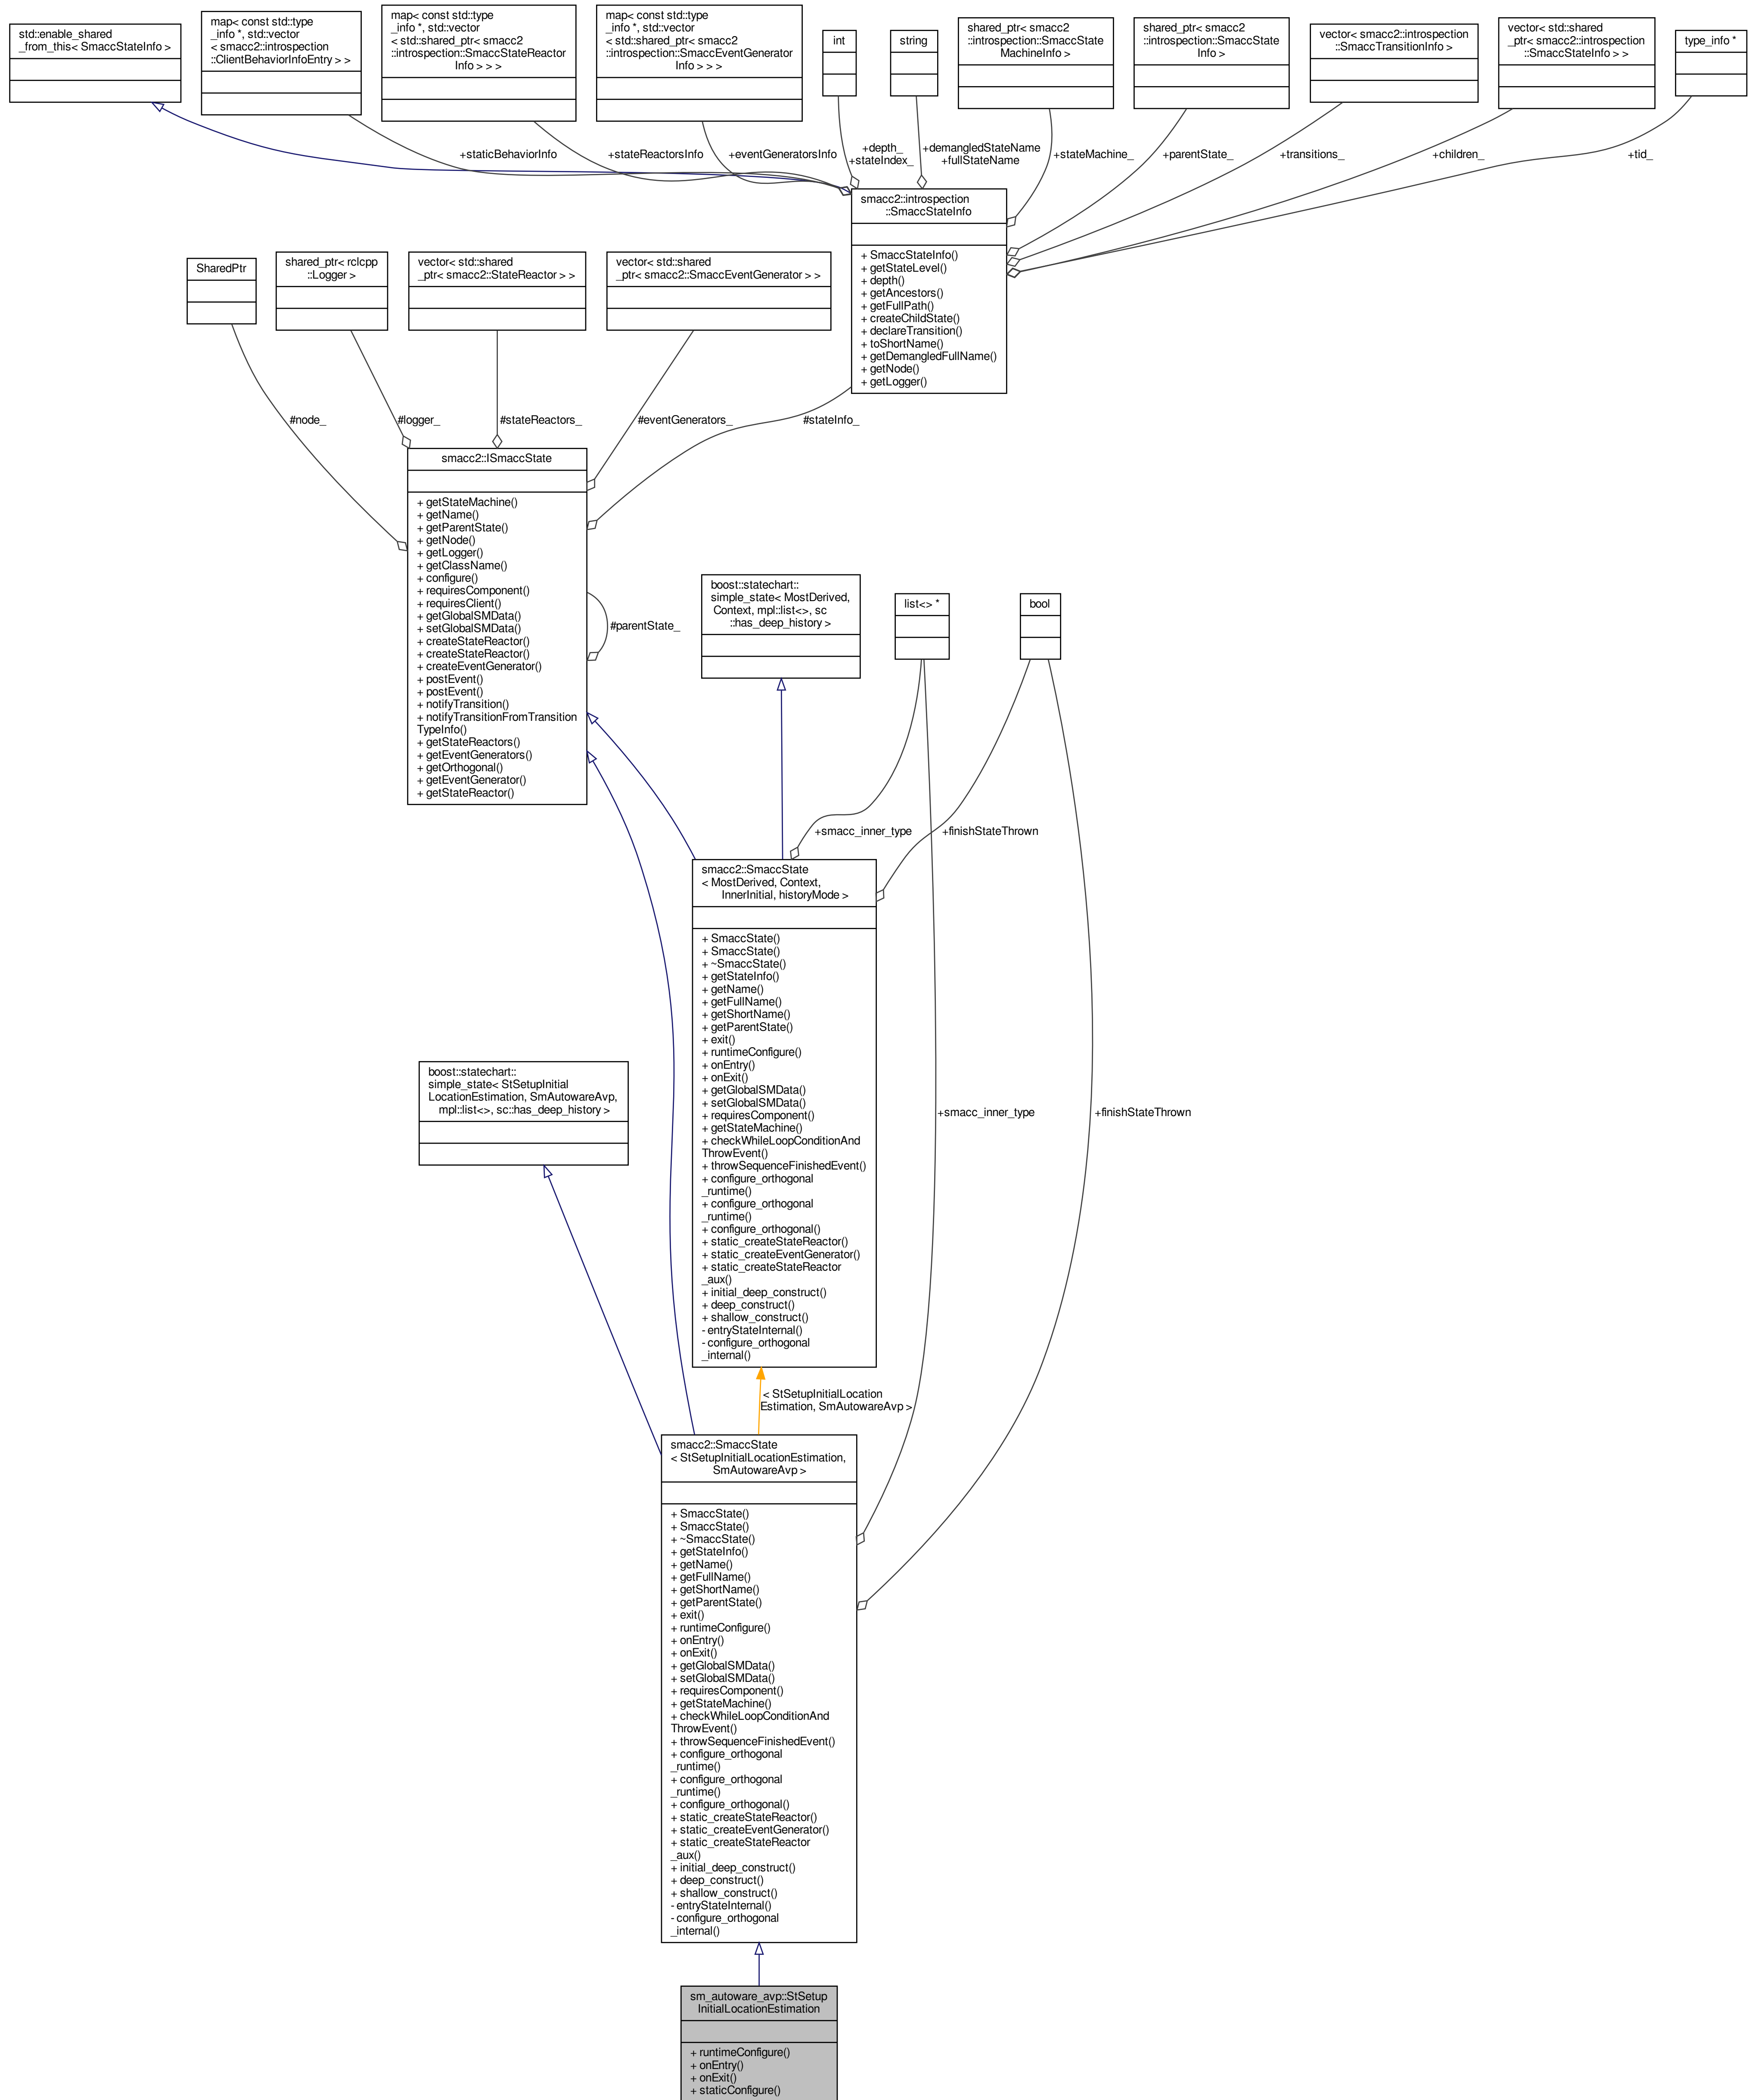 std::enable_shared
_from_this< SmaccStateInfo >
map< const std::type
_info *, std::vector
< smacc2::introspection
::ClientBehaviorInfoEntry > >
map< const std::type
_info *, std::vector
< std::shared_ptr< smacc2
::introspection::SmaccStateReactor
Info > > >
map< const std::type
_info *, std::vector
< std::shared_ptr< smacc2
::introspection::SmaccEventGenerator
Info > > >
int
string
shared_ptr< smacc2
::introspection::SmaccState
MachineInfo >
shared_ptr< smacc2
::introspection::SmaccState
Info >
vector< smacc2::introspection
::SmaccTransitionInfo >
vector< std::shared
_ptr< smacc2::introspection
::SmaccStateInfo > >
type_info *
+staticBehaviorInfo
+stateReactorsInfo
+eventGeneratorsInfo
+depth_
+stateIndex_
+demangledStateName
+fullStateName
+stateMachine_
+parentState_
+transitions_
+children_
+tid_
smacc2::introspection
::SmaccStateInfo
+ SmaccStateInfo()
+ getStateLevel()
+ depth()
+ getAncestors()
+ getFullPath()
+ createChildState()
+ declareTransition()
+ toShortName()
+ getDemangledFullName()
+ getNode()
+ getLogger()
SharedPtr
shared_ptr< rclcpp
::Logger >
vector< std::shared
_ptr< smacc2::StateReactor > >
vector< std::shared
_ptr< smacc2::SmaccEventGenerator > >
#node_
#logger_
#stateReactors_
#eventGenerators_
#stateInfo_
smacc2::ISmaccState
+ getStateMachine()
+ getName()
+ getParentState()
+ getNode()
+ getLogger()
+ getClassName()
+ configure()
+ requiresComponent()
+ requiresClient()
+ getGlobalSMData()
+ setGlobalSMData()
+ createStateReactor()
+ createStateReactor()
+ createEventGenerator()
+ postEvent()
+ postEvent()
+ notifyTransition()
+ notifyTransitionFromTransition
TypeInfo()
+ getStateReactors()
+ getEventGenerators()
+ getOrthogonal()
+ getEventGenerator()
+ getStateReactor()
#parentState_
boost::statechart::
simple_state< MostDerived,
Context, mpl::list<>, sc
::has_deep_history >
list<> *
bool
+smacc_inner_type
+finishStateThrown
smacc2::SmaccState
< MostDerived, Context,
InnerInitial, historyMode >
+ SmaccState()
+ SmaccState()
+ ~SmaccState()
+ getStateInfo()
+ getName()
+ getFullName()
+ getShortName()
+ getParentState()
+ exit()
+ runtimeConfigure()
+ onEntry()
+ onExit()
+ getGlobalSMData()
+ setGlobalSMData()
+ requiresComponent()
+ getStateMachine()
+ checkWhileLoopConditionAnd
ThrowEvent()
+ throwSequenceFinishedEvent()
+ configure_orthogonal
_runtime()
+ configure_orthogonal
_runtime()
+ configure_orthogonal()
+ static_createStateReactor()
+ static_createEventGenerator()
+ static_createStateReactor
_aux()
+ initial_deep_construct()
+ deep_construct()
+ shallow_construct()
- entryStateInternal()
- configure_orthogonal
_internal()
boost::statechart::
simple_state< StSetupInitial
LocationEstimation, SmAutowareAvp,
mpl::list<>, sc::has_deep_history >
+smacc_inner_type
+finishStateThrown
< StSetupInitialLocation
Estimation, SmAutowareAvp >
smacc2::SmaccState
< StSetupInitialLocationEstimation,
SmAutowareAvp >
+ SmaccState()
+ SmaccState()
+ ~SmaccState()
+ getStateInfo()
+ getName()
+ getFullName()
+ getShortName()
+ getParentState()
+ exit()
+ runtimeConfigure()
+ onEntry()
+ onExit()
+ getGlobalSMData()
+ setGlobalSMData()
+ requiresComponent()
+ getStateMachine()
+ checkWhileLoopConditionAnd
ThrowEvent()
+ throwSequenceFinishedEvent()
+ configure_orthogonal
_runtime()
+ configure_orthogonal
_runtime()
+ configure_orthogonal()
+ static_createStateReactor()
+ static_createEventGenerator()
+ static_createStateReactor
_aux()
+ initial_deep_construct()
+ deep_construct()
+ shallow_construct()
- entryStateInternal()
- configure_orthogonal
_internal()
sm_autoware_avp::StSetup
InitialLocationEstimation
+ runtimeConfigure()
+ onEntry()
+ onExit()
+ staticConfigure()